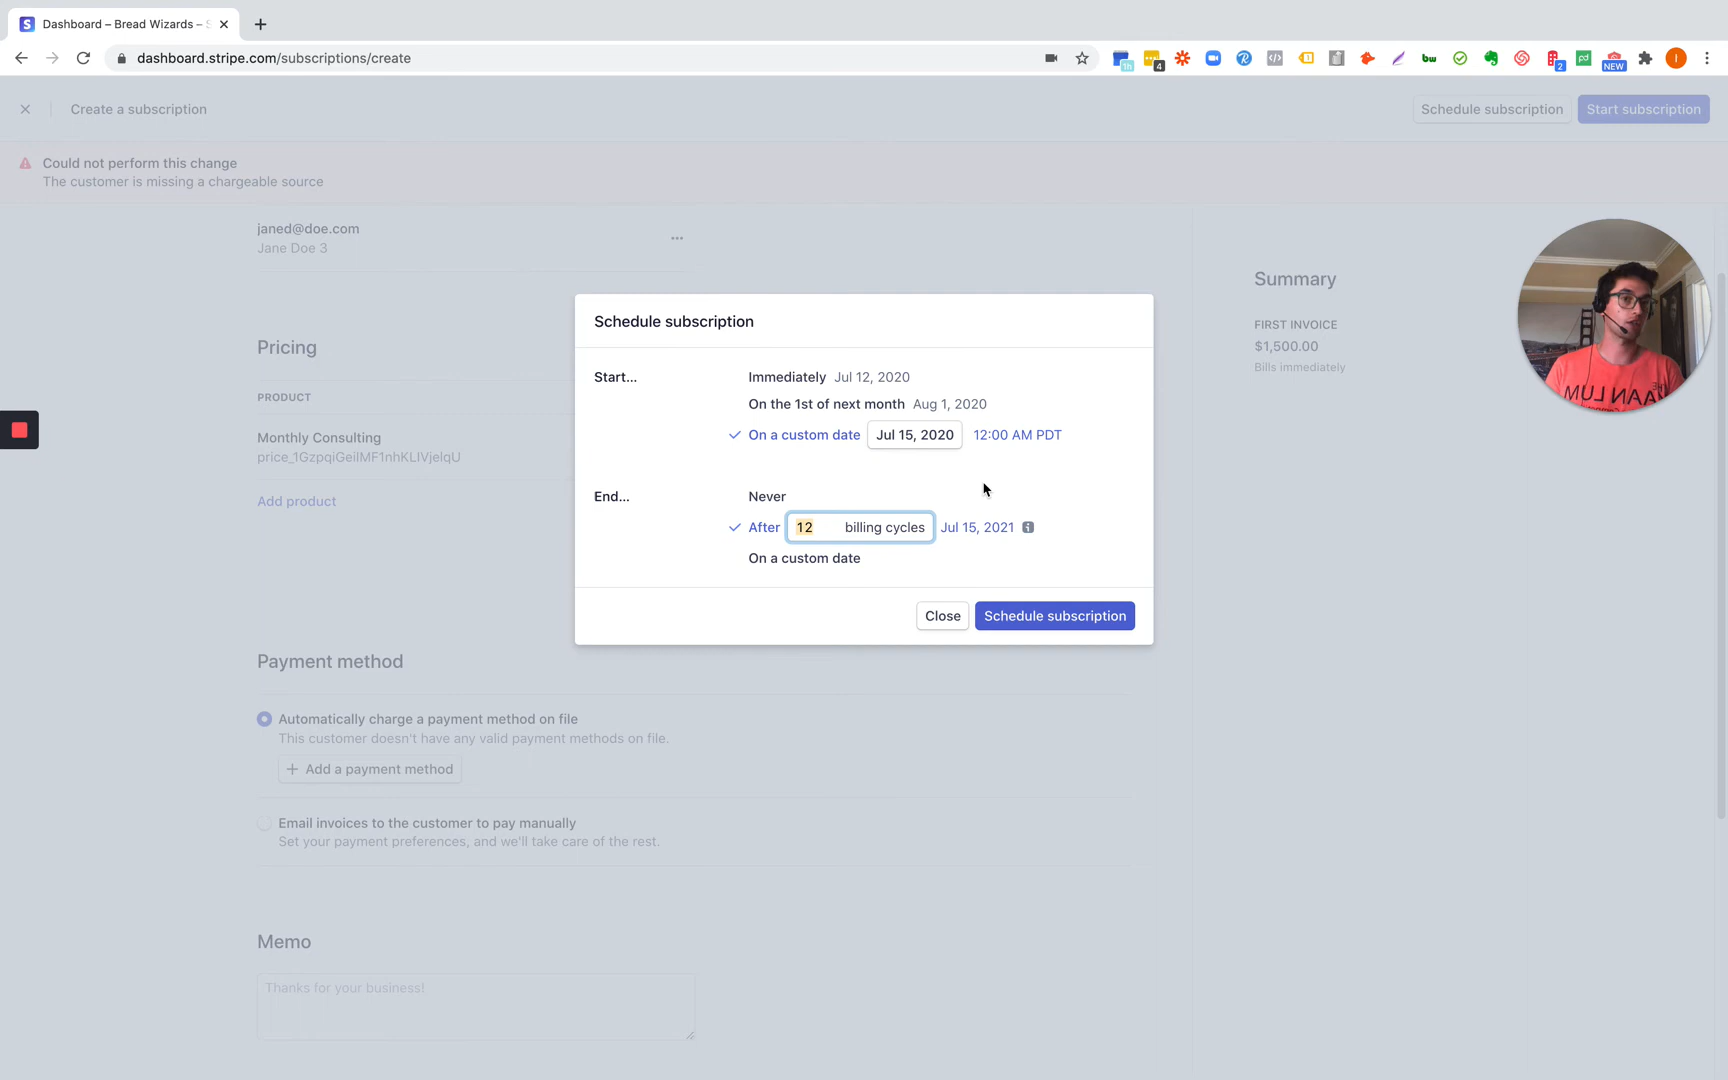 Dashboard – Bread Wizards –
dashboard.stripe.com/subscriptions/create
1h
4
bw
2
pd
NEW
I
Create a subscription
Schedule subscription
Start subscription
Could not perform this change
The customer is missing a chargeable source
janed@doe.com
Jane Doe 3
Pricing
PRODUCT
Monthly Consulting
price_1GzpqiGeilMF1nhKLIVjelqU
Add product
Schedule subscription
Start...
Immediately Jul 12, 2020
On the 1st of next month Aug 1, 2020
On a custom date Jul 15, 2020 12:00 AM PDT
End...
Never
After 12 billing cycles Jul 15, 2021
On a custom date
Close
Schedule subscription
Summary
FIRST INVOICE
$1,500.00
Bills immediately
Payment method
Automatically charge a payment method on file
This customer doesn't have any valid payment methods on file.
Add a payment method
Email invoices to the customer to pay manually
Set your payment preferences, and we'll take care of the rest.
Memo
Thanks for your business!